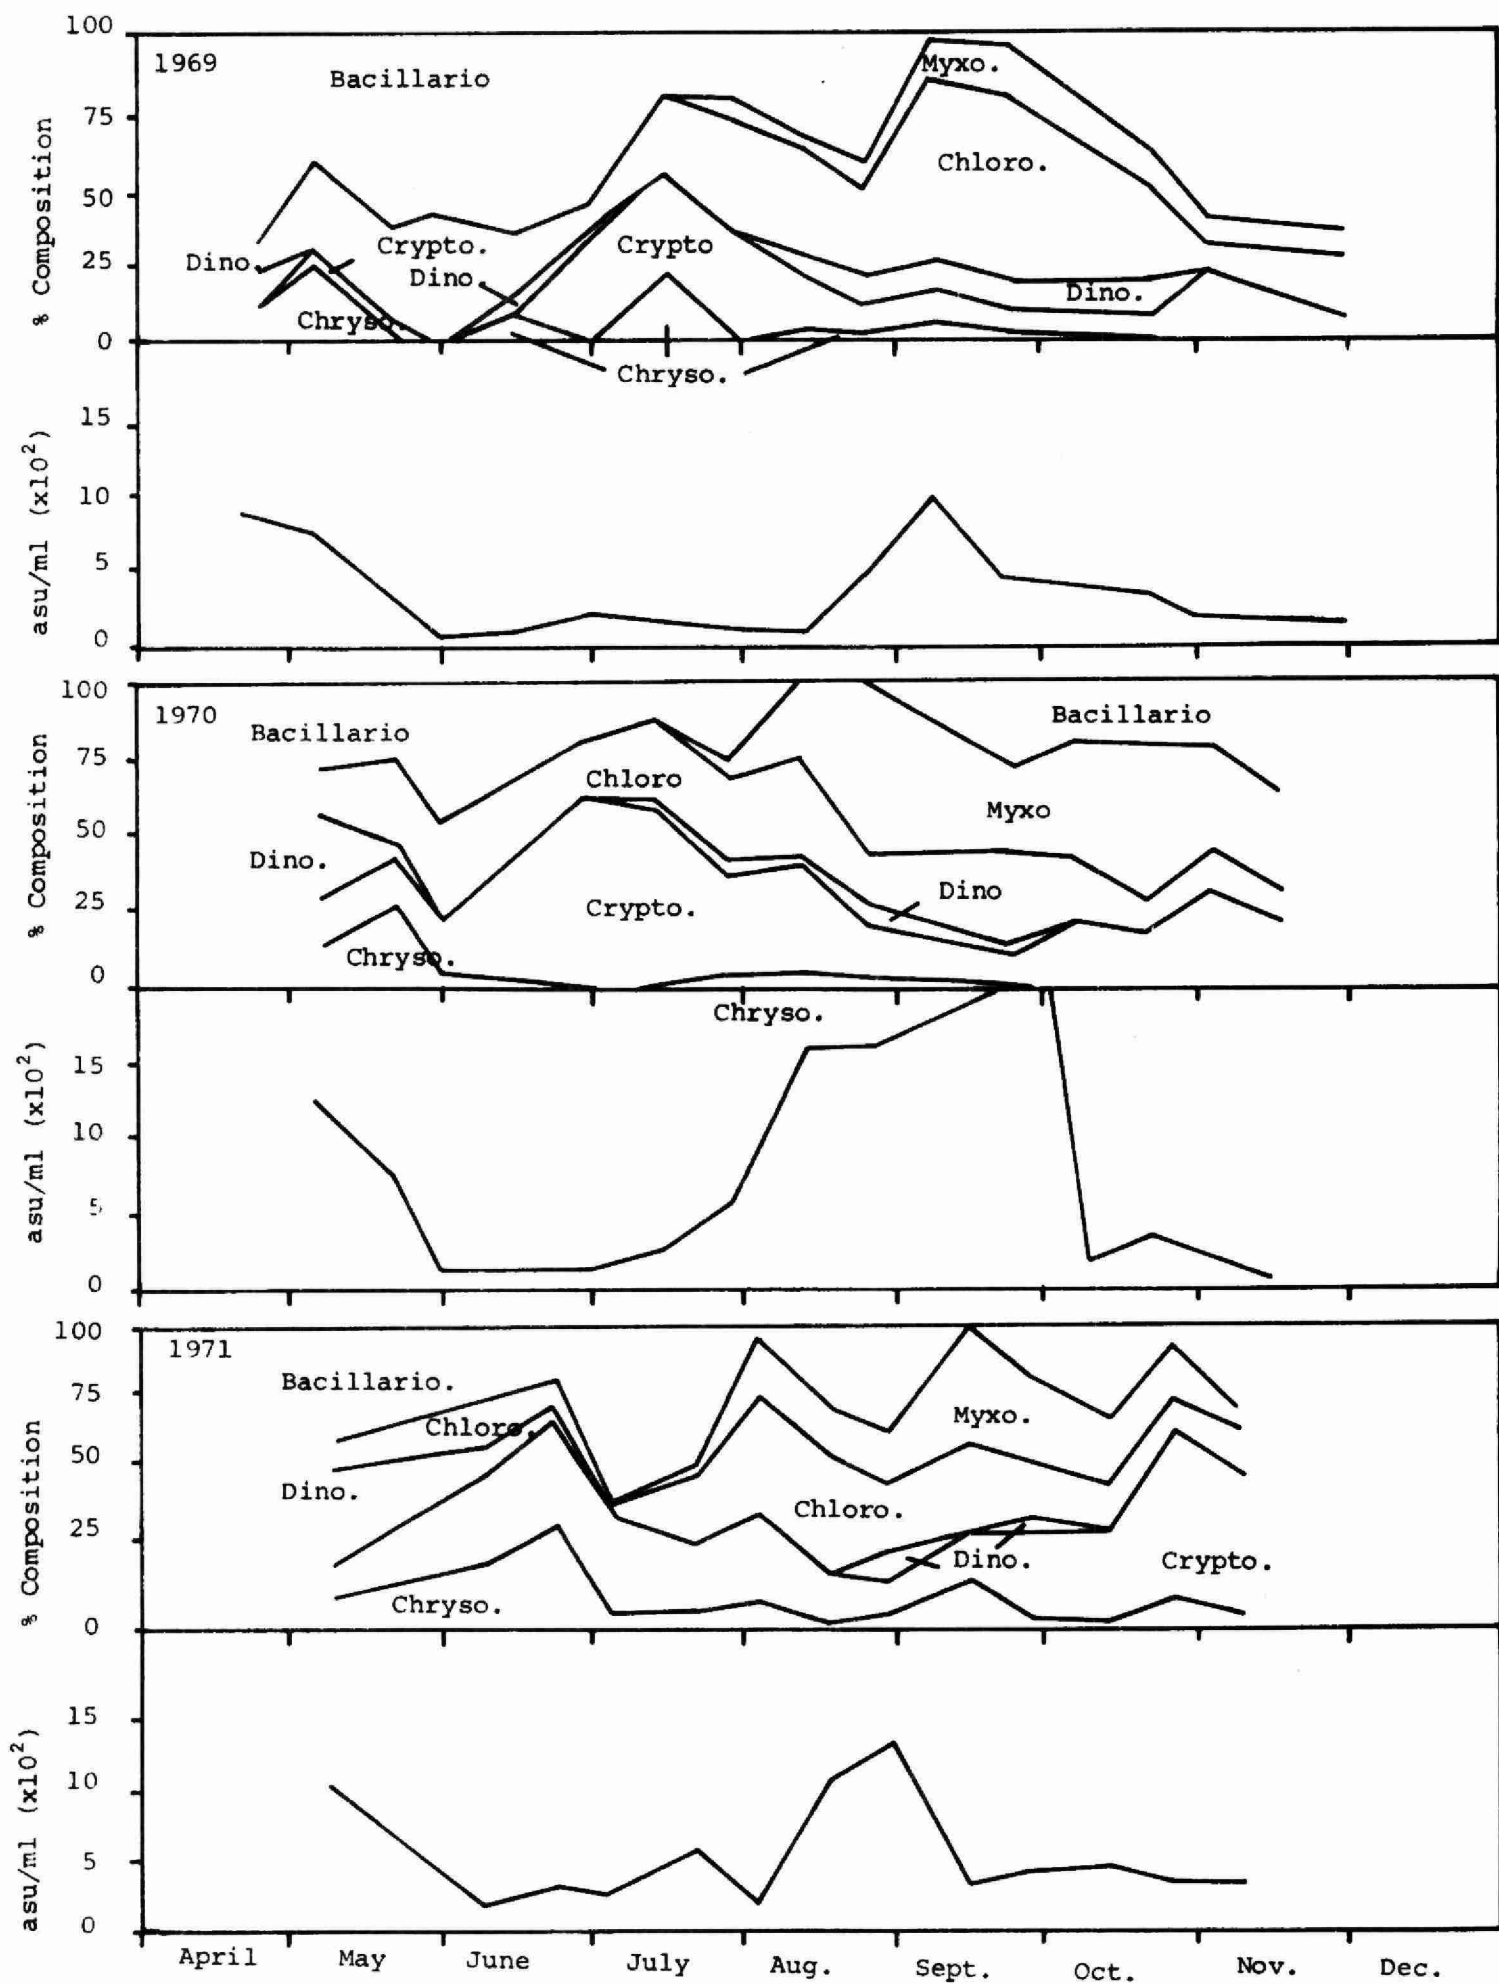 100
1969
Bacillario
Myxo.
75
Chloro.
50
Crypto.
Crypto
Dino.
25
Dino.
Dino.
Chryso.
0
Chryso.
% Composition
15
10
5
0
asu/ml (x10²)
100
1970
Bacillario
Bacillario
75
Chloro
Myxo
50
Dino.
Dino
25
Crypto.
Chryso.
0
Chryso.
% Composition
15
10
5
0
asu/ml (x10²)
100
1971
Bacillario.
75
Chloro.
Myxo.
50
Dino.
Chloro.
25
Dino.
Crypto.
Chryso.
0
% Composition
15
10
5
0
asu/ml (x10²)
April May June July Aug. Sept. Oct. Nov. Dec.